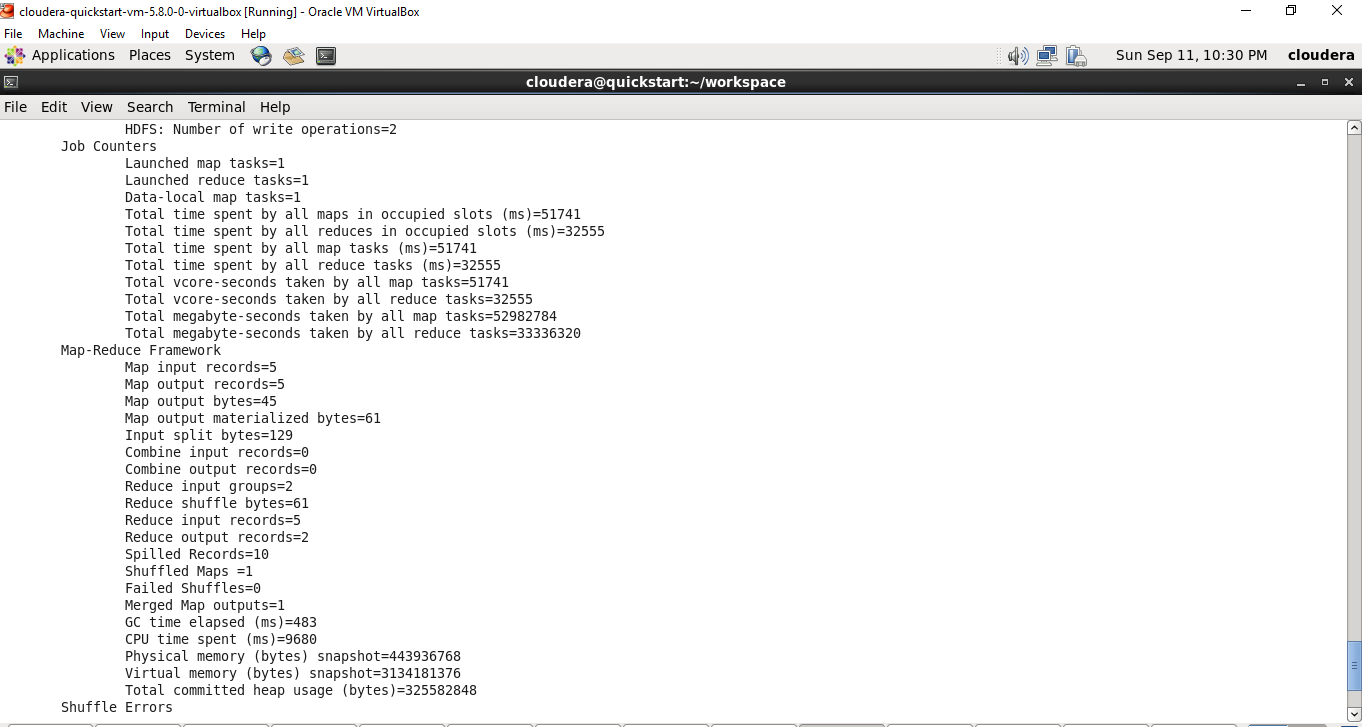 cloudera-quickstart-vm-5.8.0-0-virtualbox [Running] - Oracle VM VirtualBox
File Machine View Input Devices Help
Applications Places System Sun Sep 11, 10:30 PM cloudera
cloudera@quickstart:~/workspace
File Edit View Search Terminal Help
HDFS: Number of write operations=2
Job Counters
Launched map tasks=1
Launched reduce tasks=1
Data-local map tasks=1
Total time spent by all maps in occupied slots (ms)=51741
Total time spent by all reduces in occupied slots (ms)=32555
Total time spent by all map tasks (ms)=51741
Total time spent by all reduce tasks (ms)=32555
Total vcore-seconds taken by all map tasks=51741
Total vcore-seconds taken by all reduce tasks=32555
Total megabyte-seconds taken by all map tasks=52982784
Total megabyte-seconds taken by all reduce tasks=33336320
Map-Reduce Framework
Map input records=5
Map output records=5
Map output bytes=45
Map output materialized bytes=61
Input split bytes=129
Combine input records=0
Combine output records=0
Reduce input groups=2
Reduce shuffle bytes=61
Reduce input records=5
Reduce output records=2
Spilled Records=10
Shuffled Maps =1
Failed Shuffles=0
Merged Map outputs=1
GC time elapsed (ms)=483
CPU time spent (ms)=9680
Physical memory (bytes) snapshot=443936768
Virtual memory (bytes) snapshot=3134181376
Total committed heap usage (bytes)=325582848
Shuffle Errors